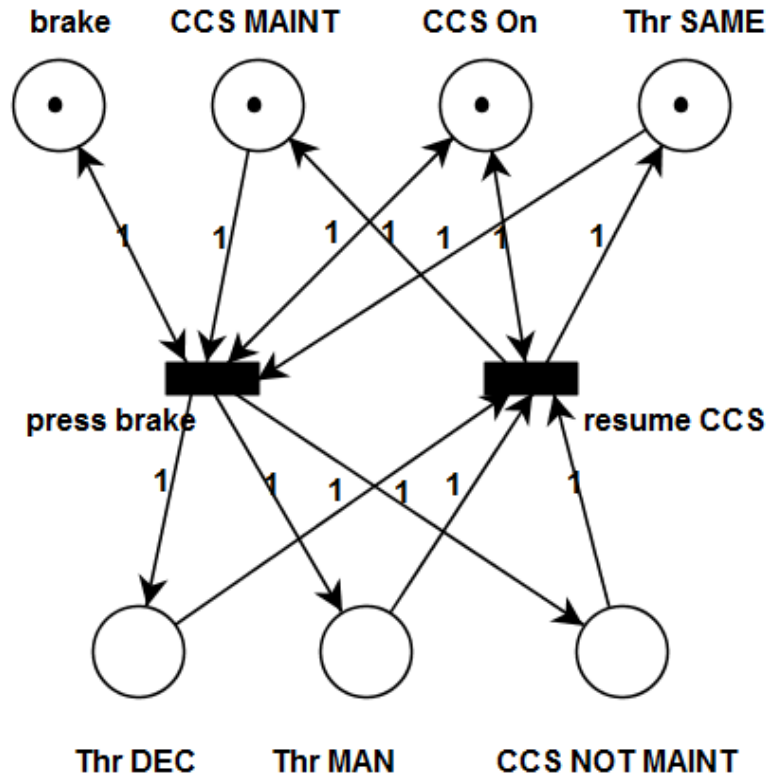 brake CCS MAINT CCS On Thr SAME
1 1 1 1 1 1 1
press brake resume CCS
1 1 1 1 1 1
Thr DEC Thr MAN CCS NOT MAINT